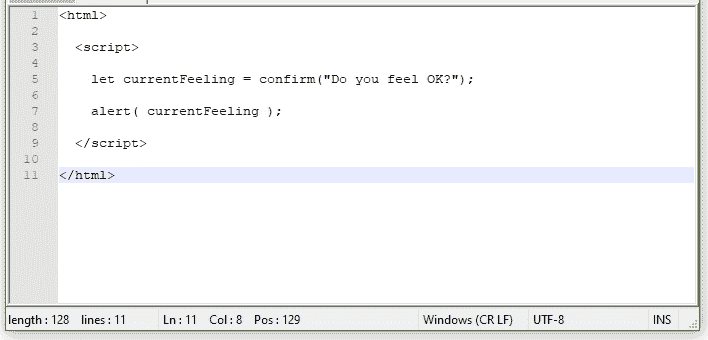 1 <html>
2
3 <script>
4
5 let currentFeeling = confirm("Do you feel OK?");
6
7 alert( currentFeeling );
8
9 </script>
10
11 </html>
length : 128 lines : 11 Ln : 11 Col : 8 Pos : 129 Windows (CR LF) UTF-8 INS